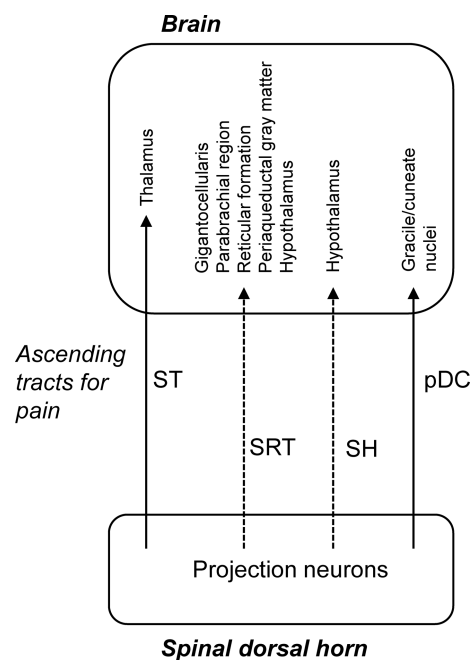 Brain
Thalamus
Gigantocellularis
Parabrachial region
Reticular formation
Periaqueductal gray matter
Hypothalamus
Hypothalamus
Gracile/cuneate
nuclei
Ascending
tracts for
pain
ST
SRT
SH
pDC
Projection neurons
Spinal dorsal horn